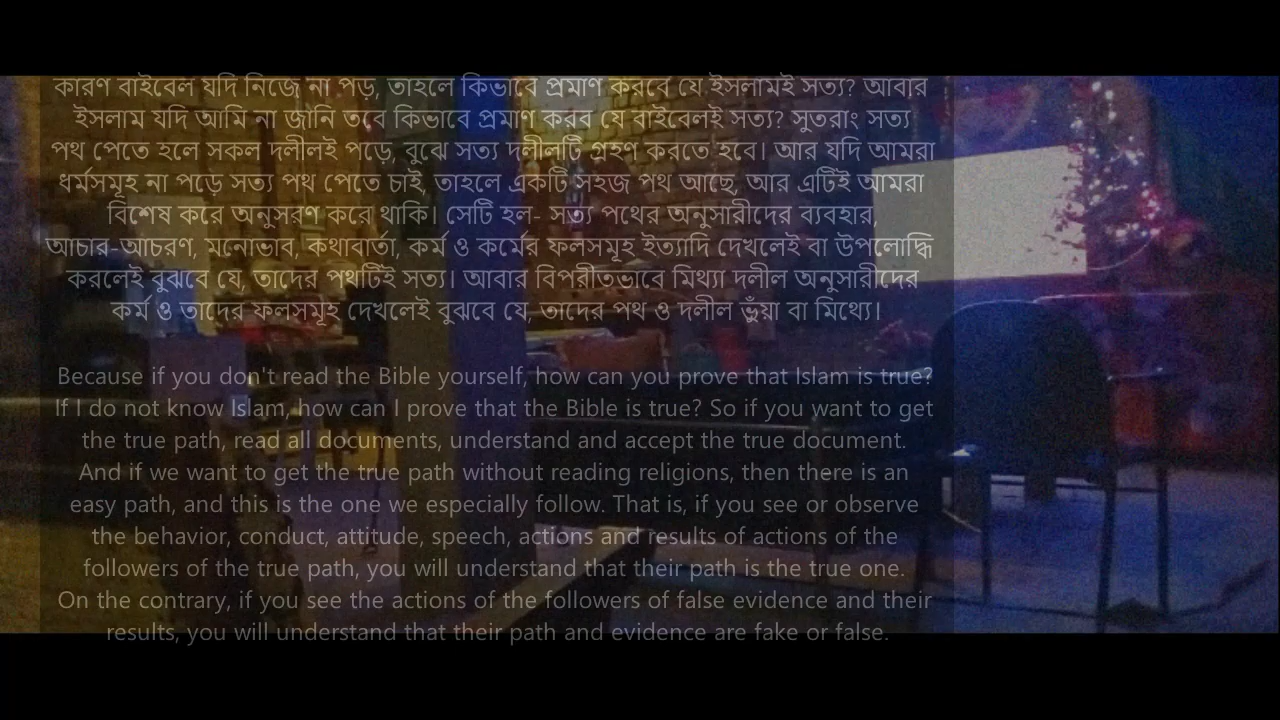 কারণ বাইবেল যদি নিজে না পড়, তাহলে কিভাবে প্রমাণ করবে যে ইসলামই সত্য? আবার
ইসলাম যদি আমি না জানি তবে কিভাবে প্রমাণ করব যে বাইবেলই সত্য? সুতরাং সত্য
পথ পেতে হলে সকল দলীলই পড়ে, বুঝে সত্য দলীলটি গ্রহণ করতে হবে। আর যদি আমরা
ধর্মসমূহ না পড়ে সত্য পথ পেতে চাই, তাহলে একটি সহজ পথ আছে, আর এটিই আমরা
বিশেষ করে অনুসরণ করে থাকি। সেটি হল- সত্য পথের অনুসারীদের ব্যবহার,
আচার-আচরণ, মনোভাব, কথাবার্তা, কর্ম ও কর্মের ফলসমূহ ইত্যাদি দেখলেই বা উপলোদ্ধি
করলেই বুঝবে যে, তাদের পথটিই সত্য। আবার বিপরীতভাবে মিথ্যা দলীল অনুসারীদের
কর্ম ও তাদের ফলসমূহ দেখলেই বুঝবে যে, তাদের পথ ও দলীল ভুঁয়া বা মিথ্যে।
Because if you don't read the Bible yourself, how can you prove that Islam is true?
If I do not know Islam, how can I prove that the Bible is true? So if you want to get
the true path, read all documents, understand and accept the true document.
And if we want to get the true path without reading religions, then there is an
easy path, and this is the one we especially follow. That is, if you see or observe
the behavior, conduct, attitude, speech, actions and results of actions of the
followers of the true path, you will understand that their path is the true one.
On the contrary, if you see the actions of the followers of false evidence and their
results, you will understand that their path and evidence are fake or false.